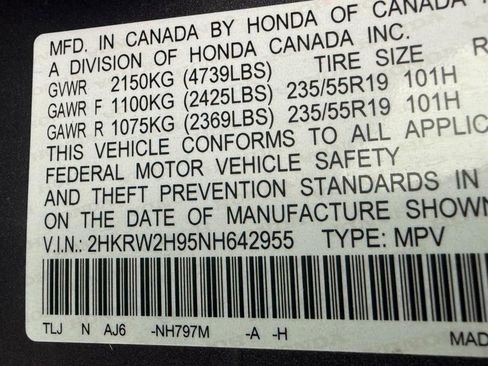 MFD. IN CANADA BY HONDA OF CANADA
A DIVISION OF HONDA CANADA INC.
GVWR 2150KG (4739LBS) TIRE SIZE R
GAWR F 1100KG (2425LBS) 235/55R19 101H
GAWR R 1075KG (2369LBS) 235/55R19 101H
THIS VEHICLE CONFORMS TO ALL APPLIC
FEDERAL MOTOR VEHICLE SAFETY
AND THEFT PREVENTION STANDARDS IN
ON THE DATE OF MANUFACTURE SHOWN
V.I.N.: 2HKRW2H95NH642955 TYPE: MPV
TLJ N AJ6 -NH797M -A -H MAD